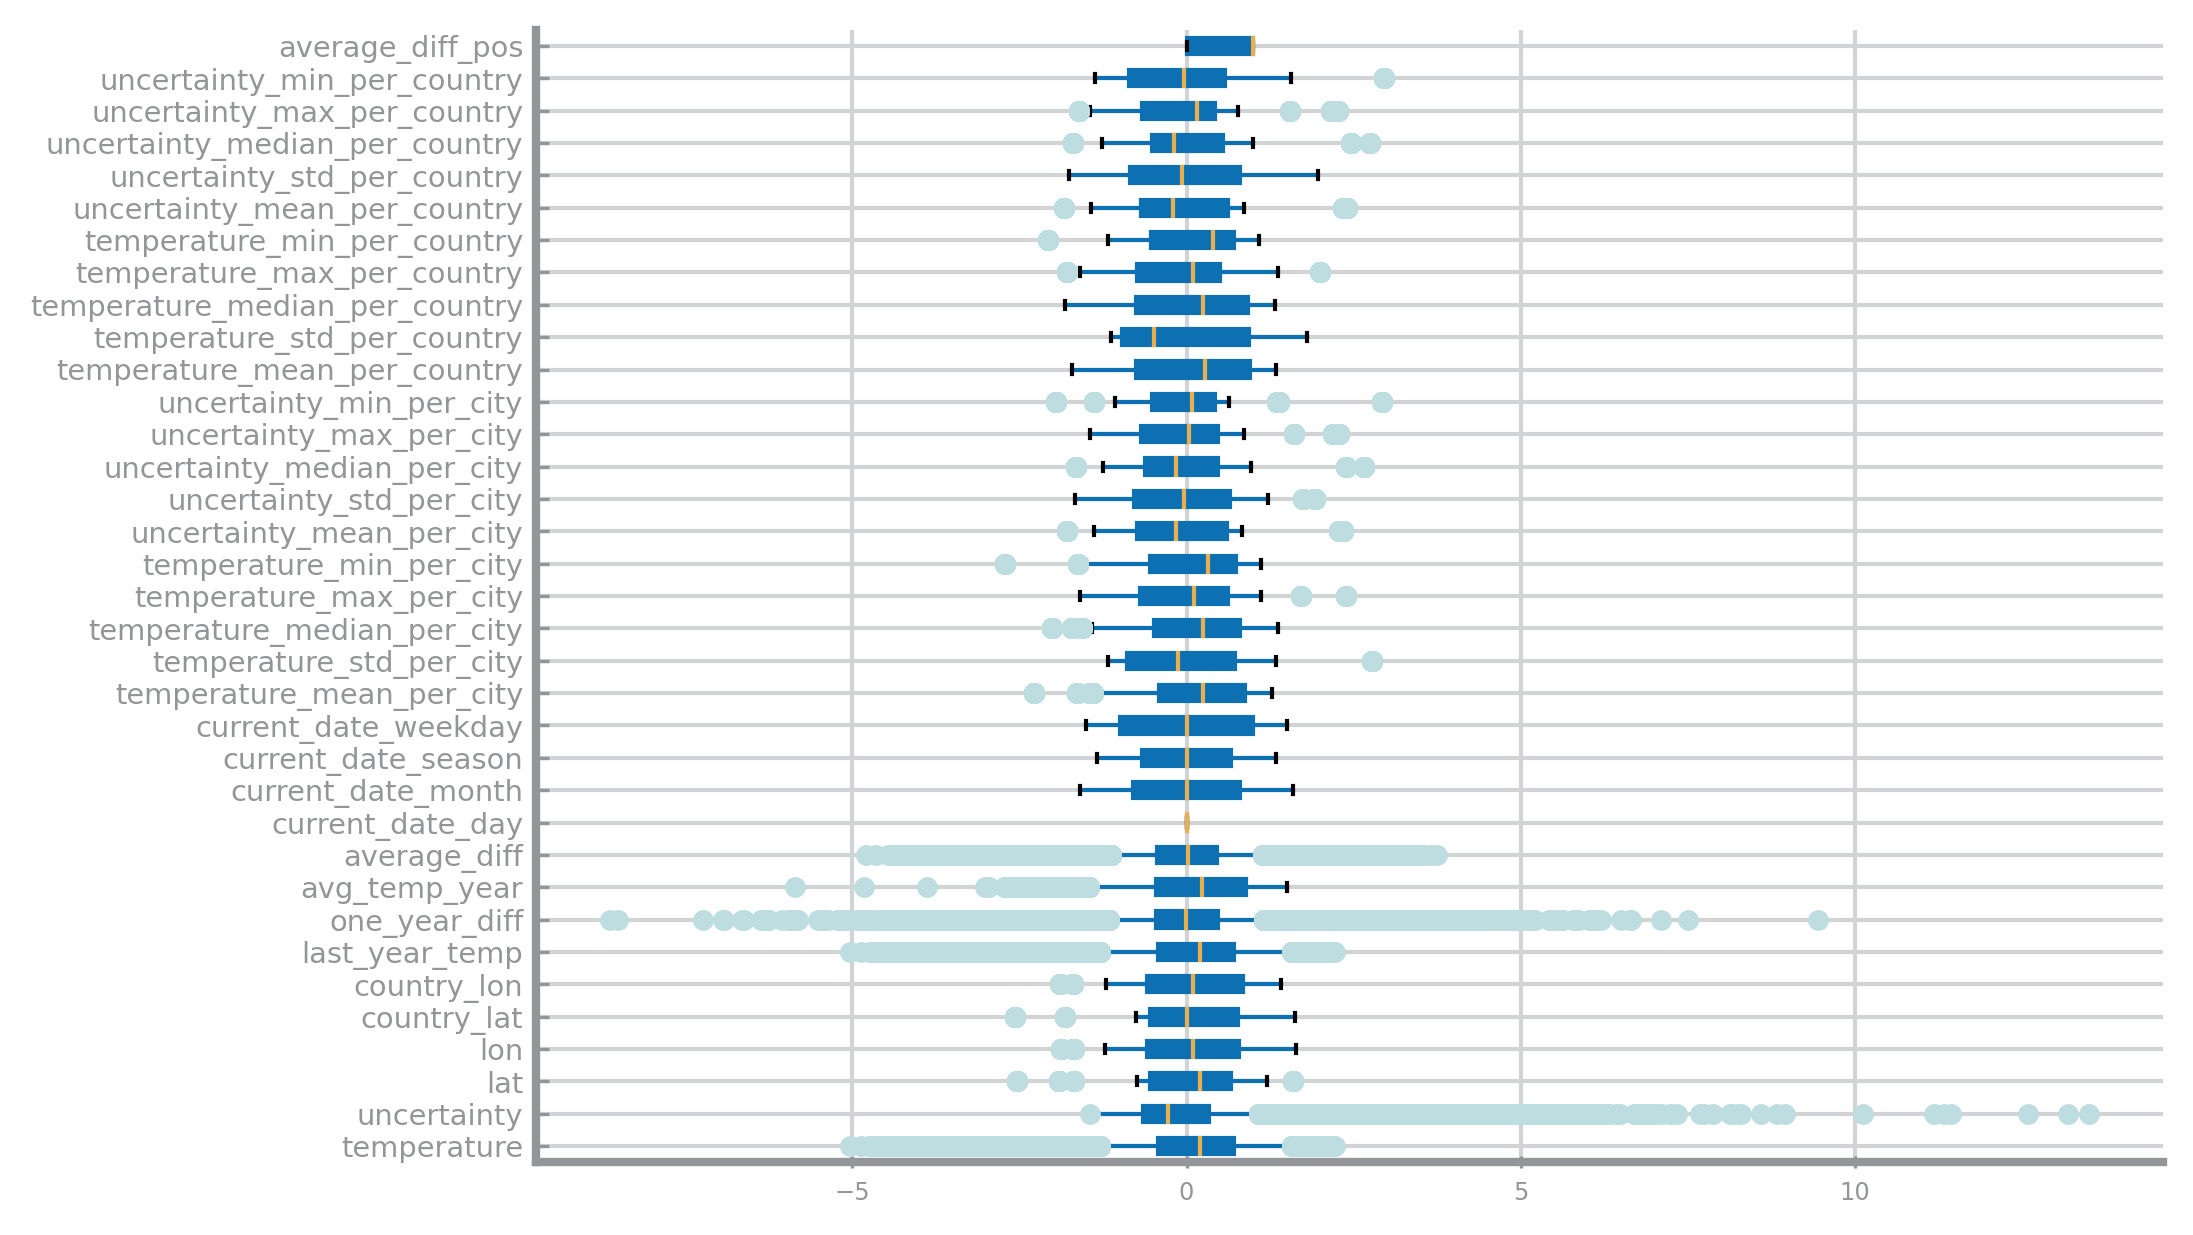 average_diff_pos
uncertainty_min_per_country
uncertainty_max_per_country
uncertainty_median_per_country
uncertainty_std_per_country
uncertainty_mean_per_country
temperature_min_per_country
temperature_max_per_country
temperature_median_per_country
temperature_std_per_country
temperature_mean_per_country
uncertainty_min_per_city
uncertainty_max_per_city
uncertainty_median_per_city
uncertainty_std_per_city
uncertainty_mean_per_city
temperature_min_per_city
temperature_max_per_city
temperature_median_per_city
temperature_std_per_city
temperature_mean_per_city
current_date_weekday
current_date_season
current_date_month
current_date_day
average_diff
avg_temp_year
one_year_diff
last_year_temp
country_lon
country_lat
lon
lat
uncertainty
temperature
−5 0 5 10